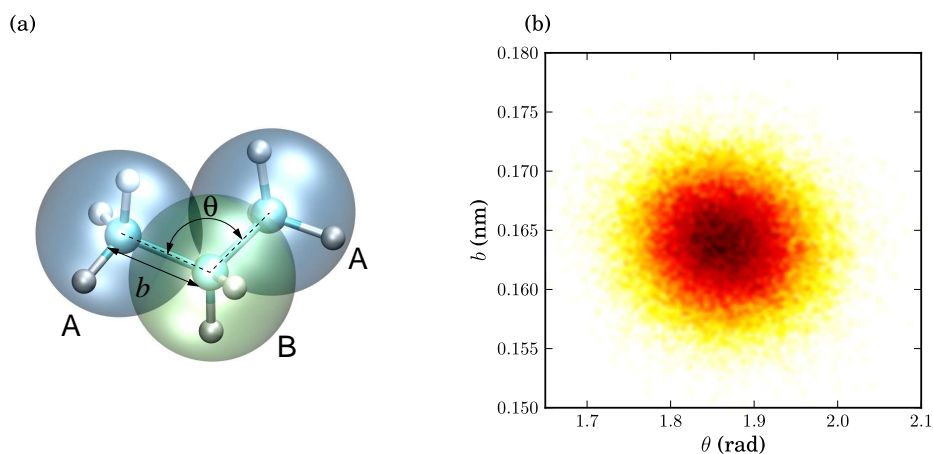 (a)
θ
b
A
B
A
(b)
0.180
0.175
0.170
0.165
0.160
0.155
0.150
b (nm)
1.7 1.8 1.9 2.0 2.1
θ (rad)